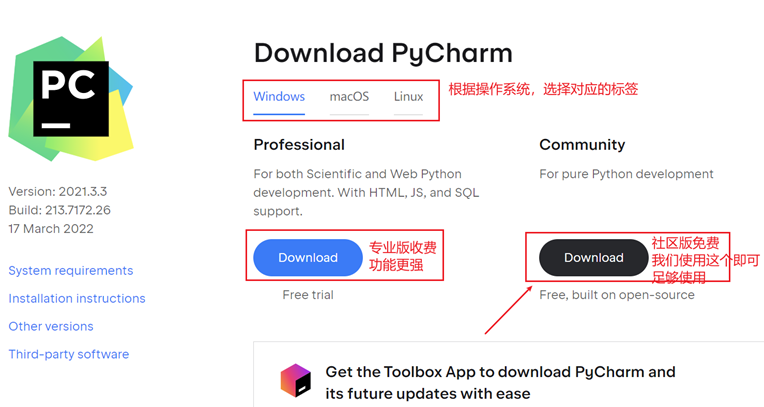 PC
Download PyCharm
Windows
macOS
Linux
根据操作系统，选择对应的标签
Professional
For both Scientific and Web Python
development. With HTML, JS, and SQL
support.
Download
专业版收费
功能更强
Free trial
Community
For pure Python development
Download
社区版免费
我们使用这个即可
足够使用
Free, built on open-source
Version: 2021.3.3
Build: 213.7172.26
17 March 2022
System requirements
Installation instructions
Other versions
Third-party software
Get the Toolbox App to download PyCharm and
its future updates with ease